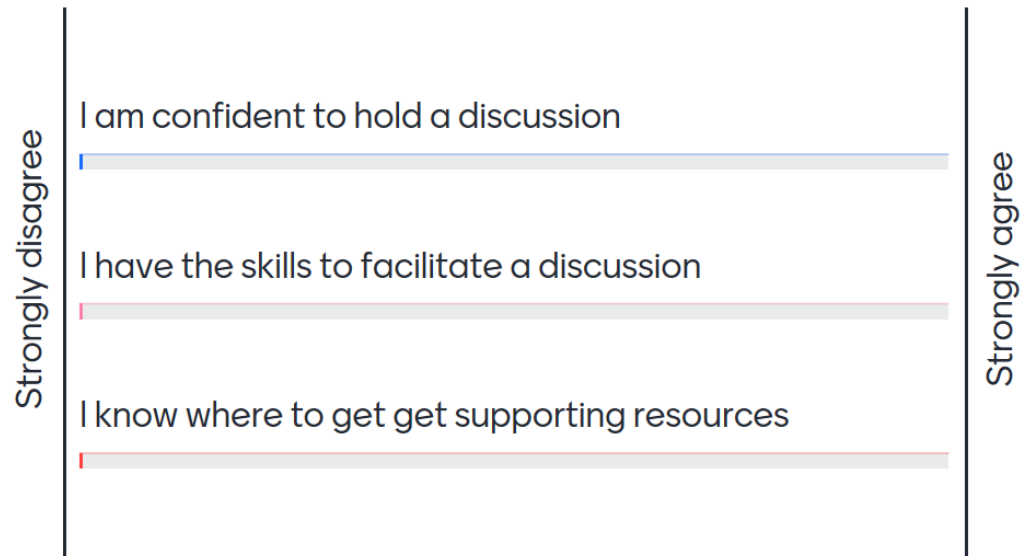 Strongly disagree
I am confident to hold a discussion
I have the skills to facilitate a discussion
I know where to get get supporting resources
Strongly agree